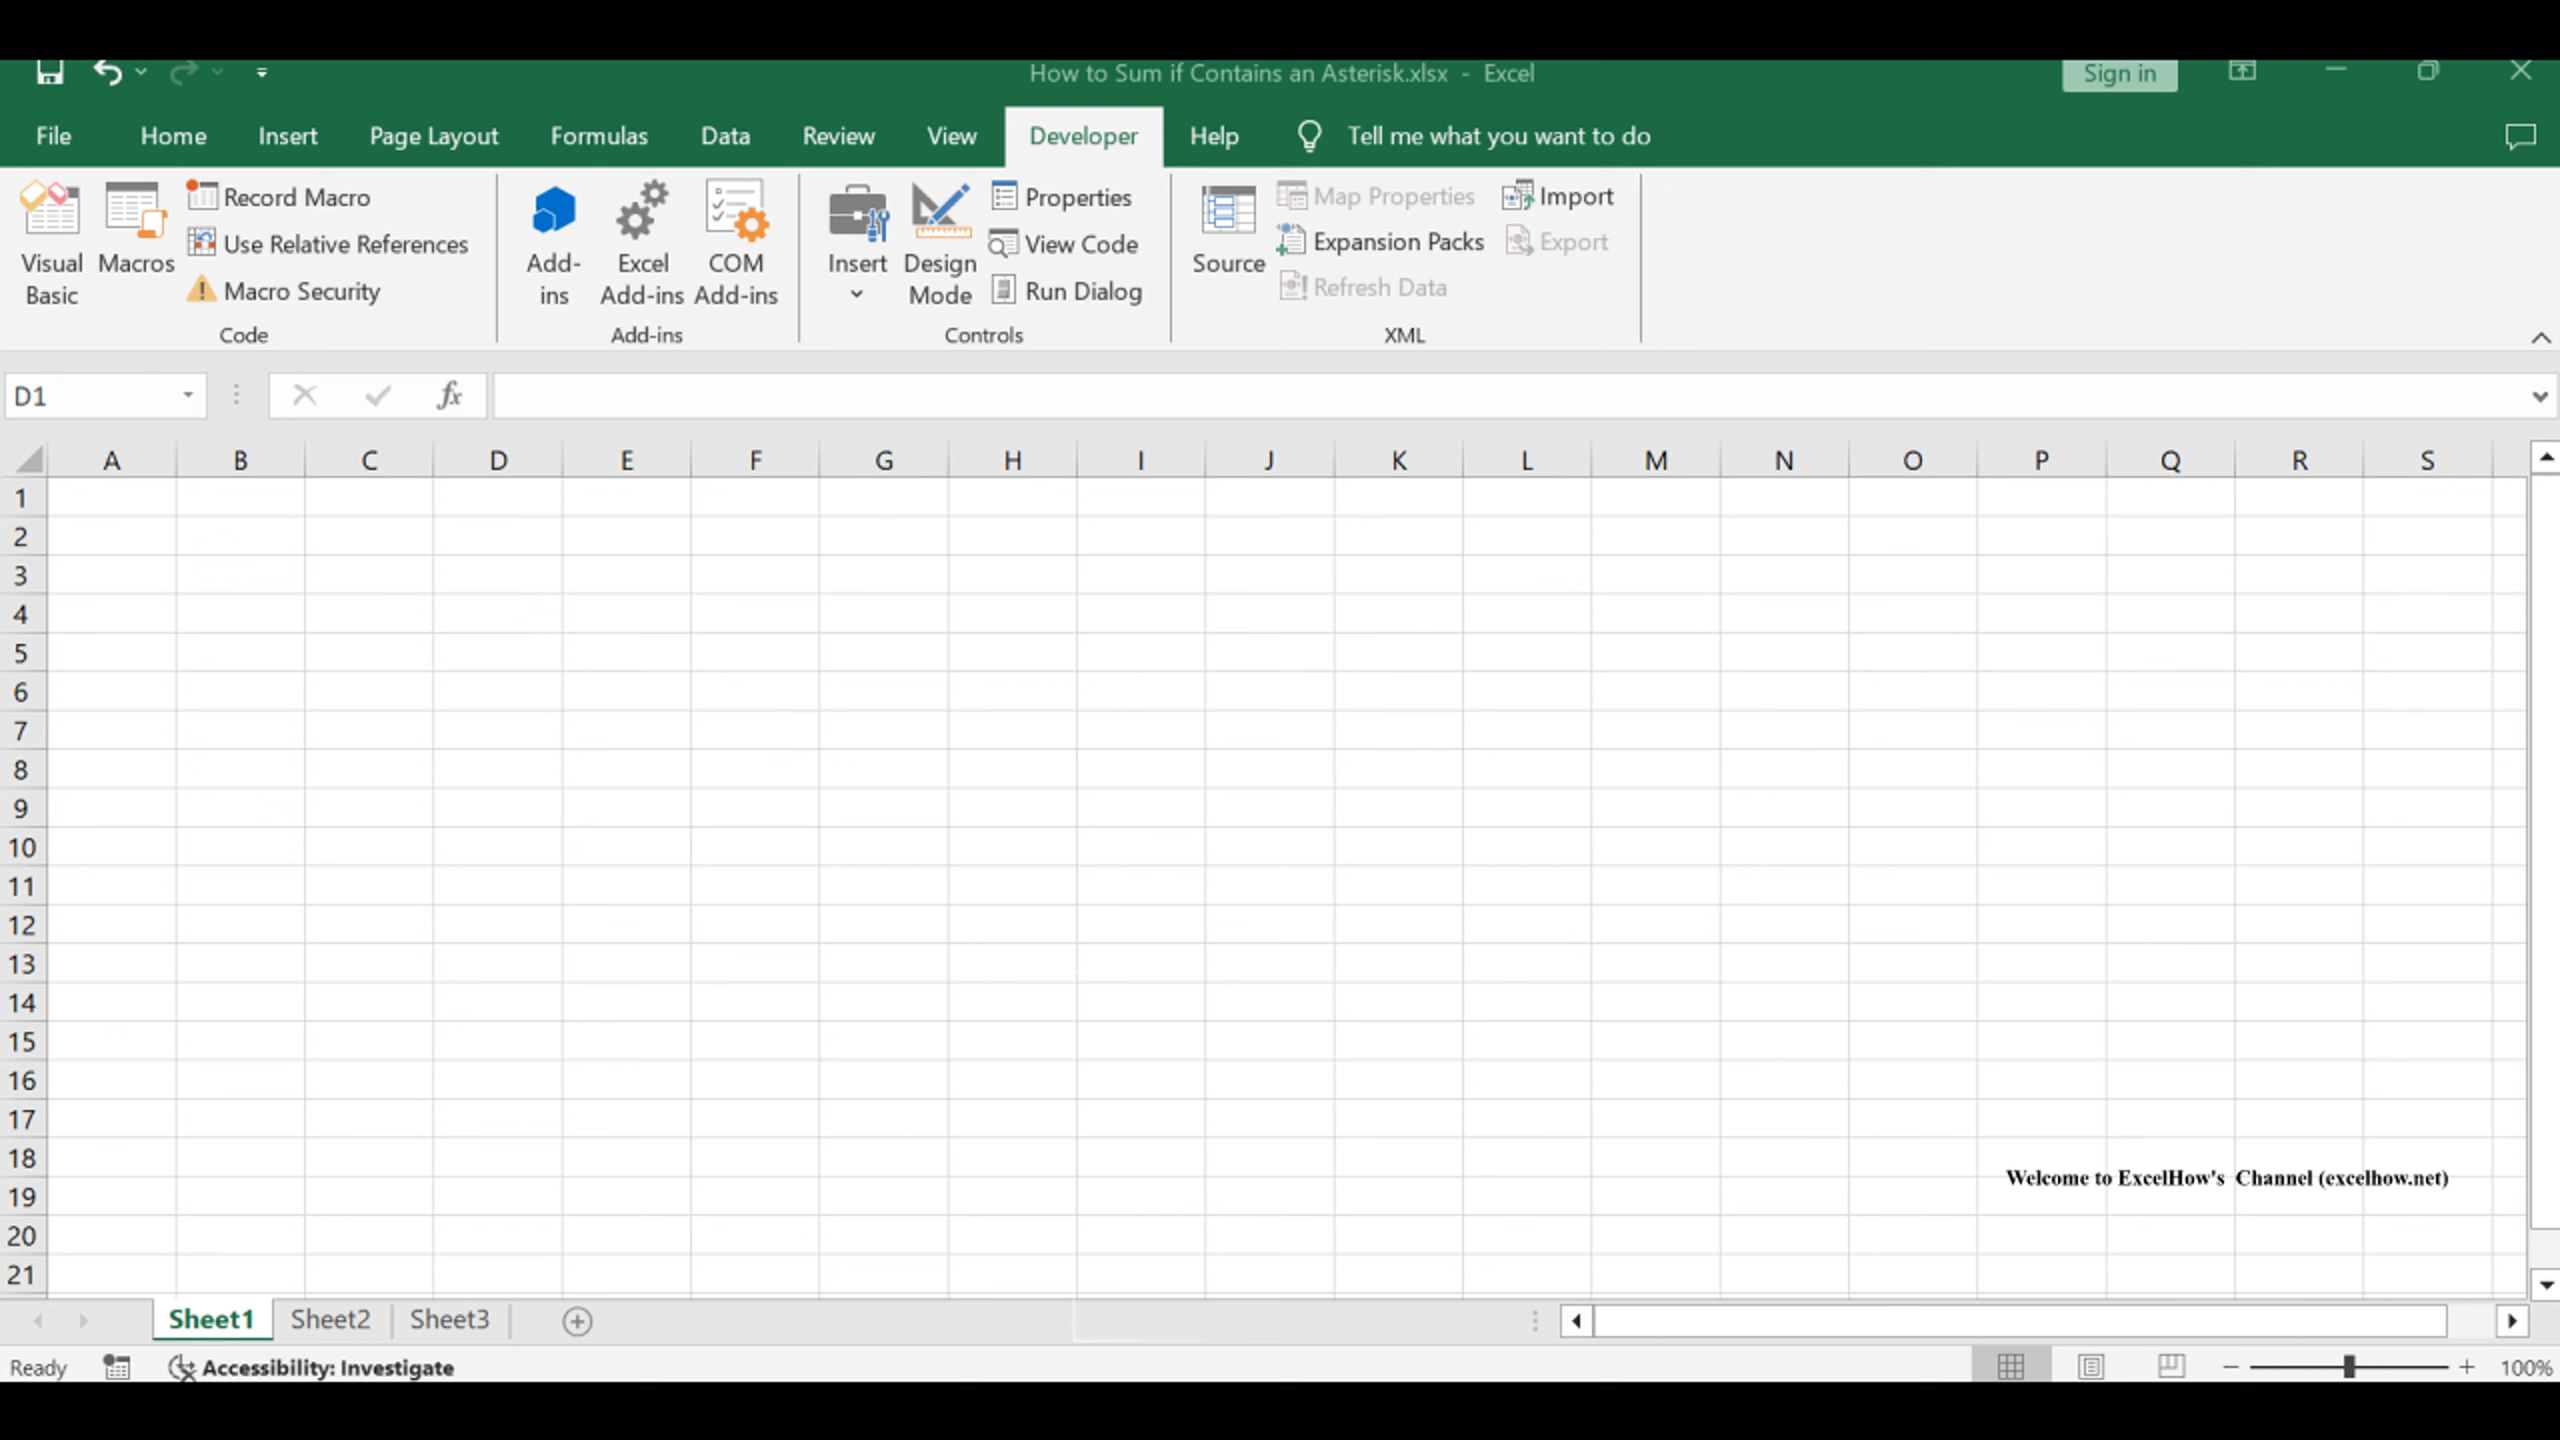 How to Sum if Contains an Asterisk.xlsx - Excel
Sign in
File Home Insert Page Layout Formulas Data Review View Developer Help Tell me what you want to do
Visual Basic
Macros
Record Macro
Use Relative References
Macro Security
Code
Add-ins
Excel Add-ins
COM Add-ins
Add-ins
Insert
Design Mode
Properties
View Code
Run Dialog
Controls
Source
Map Properties
Expansion Packs
Refresh Data
Import
Export
XML
D1
fx
A B C D E F G H I J K L M N O P Q R S
1
2
3
4
5
6
7
8
9
10
11
12
13
14
15
16
17
18
Welcome to ExcelHow's Channel (excelhow.net)
19
20
21
Sheet1 Sheet2 Sheet3
Ready Accessibility: Investigate 100%